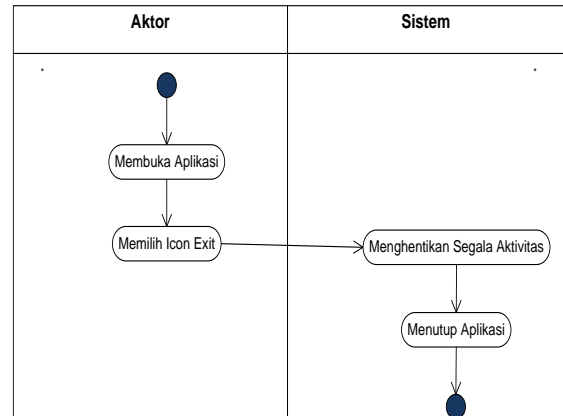 Aktor
Sistem
Membuka Aplikasi
Memilih Icon Exit
Menghentikan Segala Aktivitas
Menutup Aplikasi